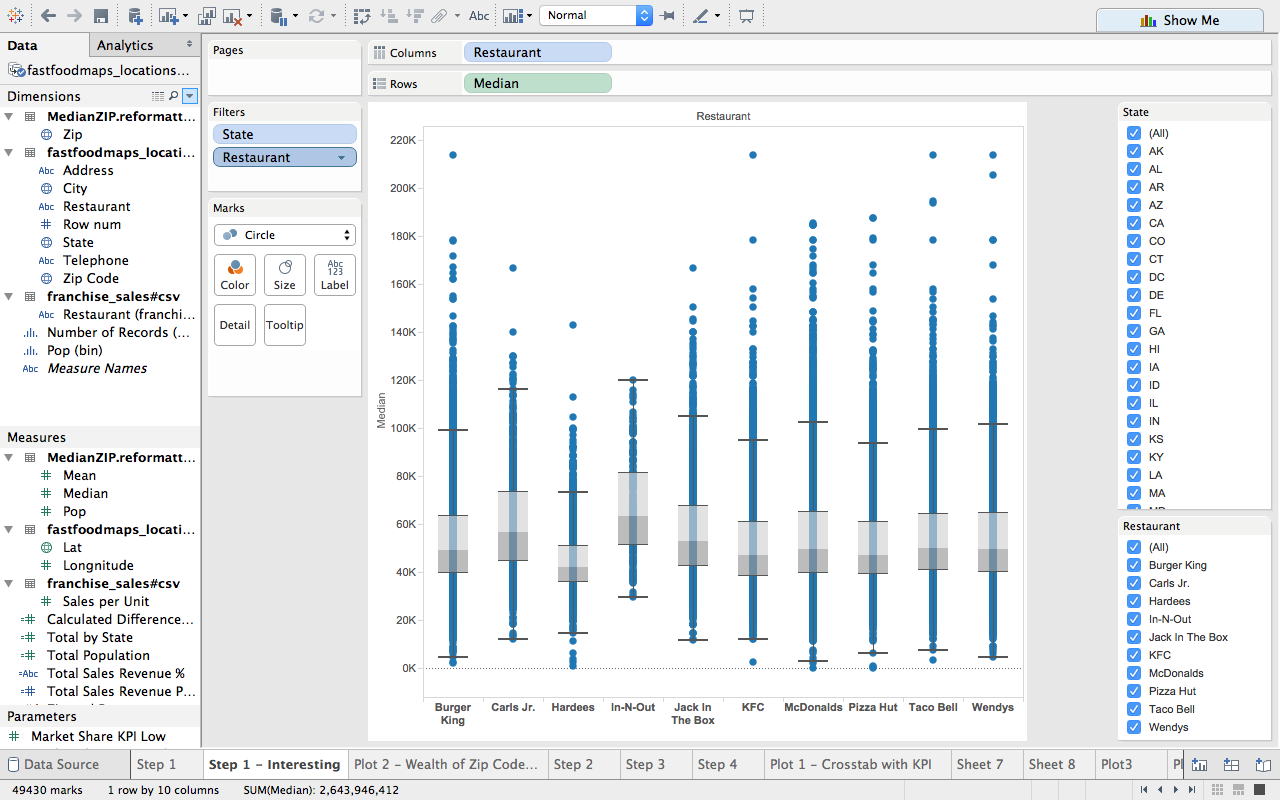 Abc
Normal
Show Me
Data
Analytics
fastfoodmaps_locations...
Dimensions
MedianZIP.reformatt...
Zip
fastfoodmaps_locati...
Abc Address
City
Abc Restaurant
Row num
State
Abc Telephone
Zip Code
franchise_sales#csv
Abc Restaurant (franchi...
Number of Records (...
Pop (bin)
Abc Measure Names
Measures
MedianZIP.reformatt...
Mean
Median
Pop
fastfoodmaps_locati...
Lat
Longnitude
franchise_sales#csv
Sales per Unit
Calculated Difference...
Total by State
Total Population
=Abc Total Sales Revenue %
Total Sales Revenue P...
Parameters
Market Share KPI Low
Pages
Filters
State
Restaurant
Marks
Circle
Color
Size
Abc
123
Label
Detail
Tooltip
Columns
Restaurant
Rows
Median
Restaurant
Median
220K
200K
180K
160K
140K
120K
100K
80K
60K
40K
20K
0K
Burger King
Carls Jr.
Hardees
In-N-Out
Jack In The Box
KFC
McDonalds
Pizza Hut
Taco Bell
Wendys
State
(All)
AK
AL
AR
AZ
CA
CO
CT
DC
DE
FL
GA
HI
IA
ID
IL
IN
KS
KY
LA
MA
Restaurant
(All)
Burger King
Carls Jr.
Hardees
In-N-Out
Jack In The Box
KFC
McDonalds
Pizza Hut
Taco Bell
Wendys
Data Source
Step 1
Step 1 - Interesting
Plot 2 - Wealth of Zip Code...
Step 2
Step 3
Step 4
Plot 1 - Crosstab with KPI
Sheet 7
Sheet 8
Plot3
Pl
49430 marks
1 row by 10 columns
SUM(Median): 2,643,946,412